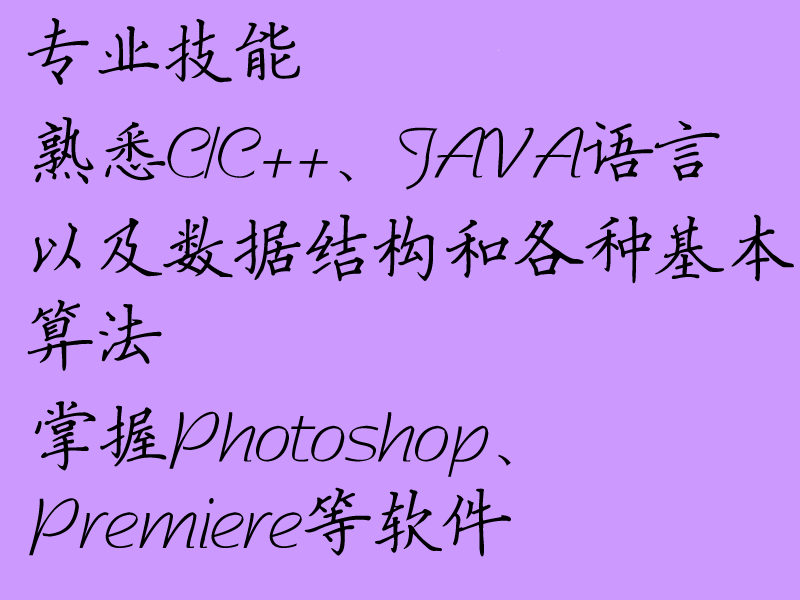 专业技能
熟悉C/C++、JAVA语言
以及数据结构和各种基本
算法
掌握Photoshop、
Premiere等软件